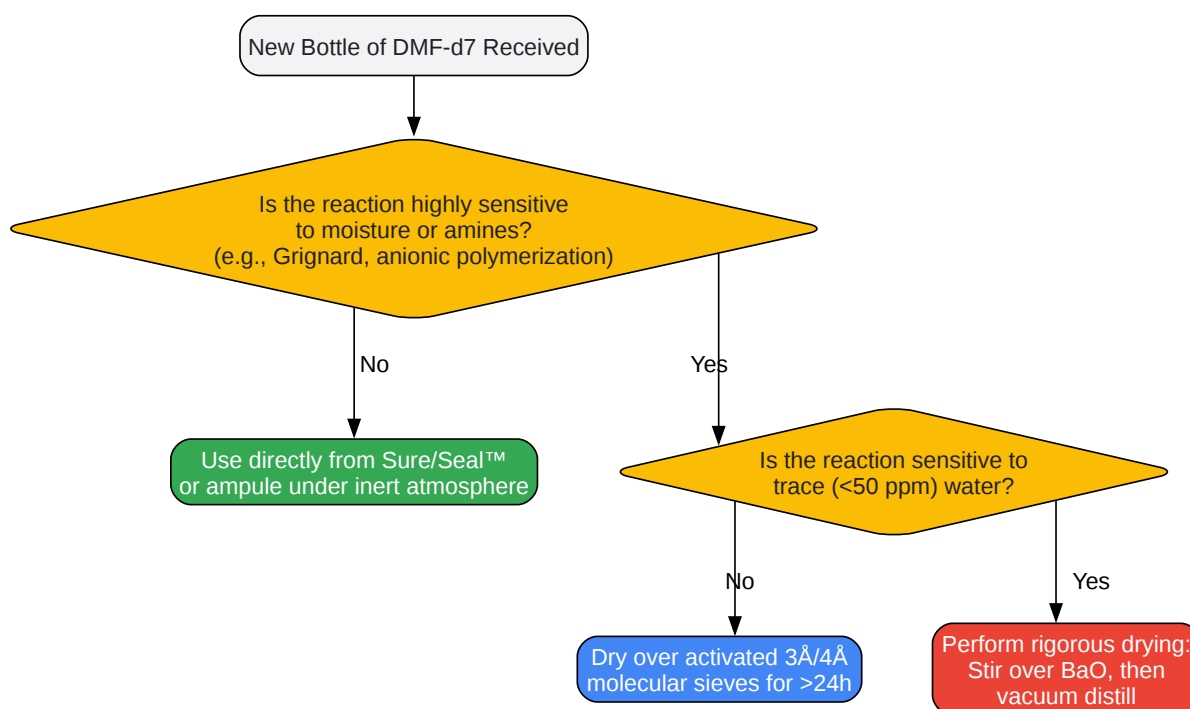 New Bottle of DMF-d7 Received
Is the reaction highly sensitive
to moisture or amines?
(e.g., Grignard, anionic polymerization)
No
Yes
Use directly from Sure/Seal™
or ampule under inert atmosphere
Is the reaction sensitive to
trace (<50 ppm) water?
No
Yes
Dry over activated 3Å/4Å
molecular sieves for >24h
Perform rigorous drying:
Stir over BaO, then
vacuum distill